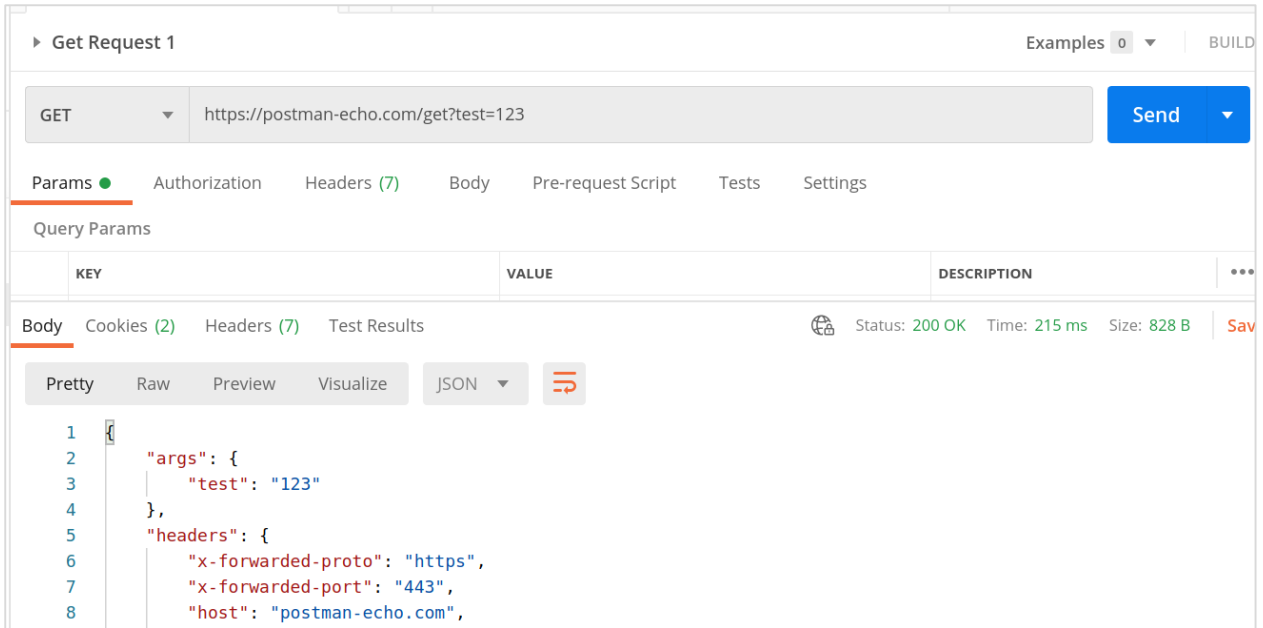 Get Request 1 Examples 0 BUILD
GET https://postman-echo.com/get?test=123 Send
Params Authorization Headers (7) Body Pre-request Script Tests Settings
Query Params
KEY VALUE DESCRIPTION •••
Body Cookies (2) Headers (7) Test Results Status: 200 OK Time: 215 ms Size: 828 B Sav
Pretty Raw Preview Visualize JSON
1 {
2 "args": {
3 "test": "123"
4 },
5 "headers": {
6 "x-forwarded-proto": "https",
7 "x-forwarded-port": "443",
8 "host": "postman-echo.com",